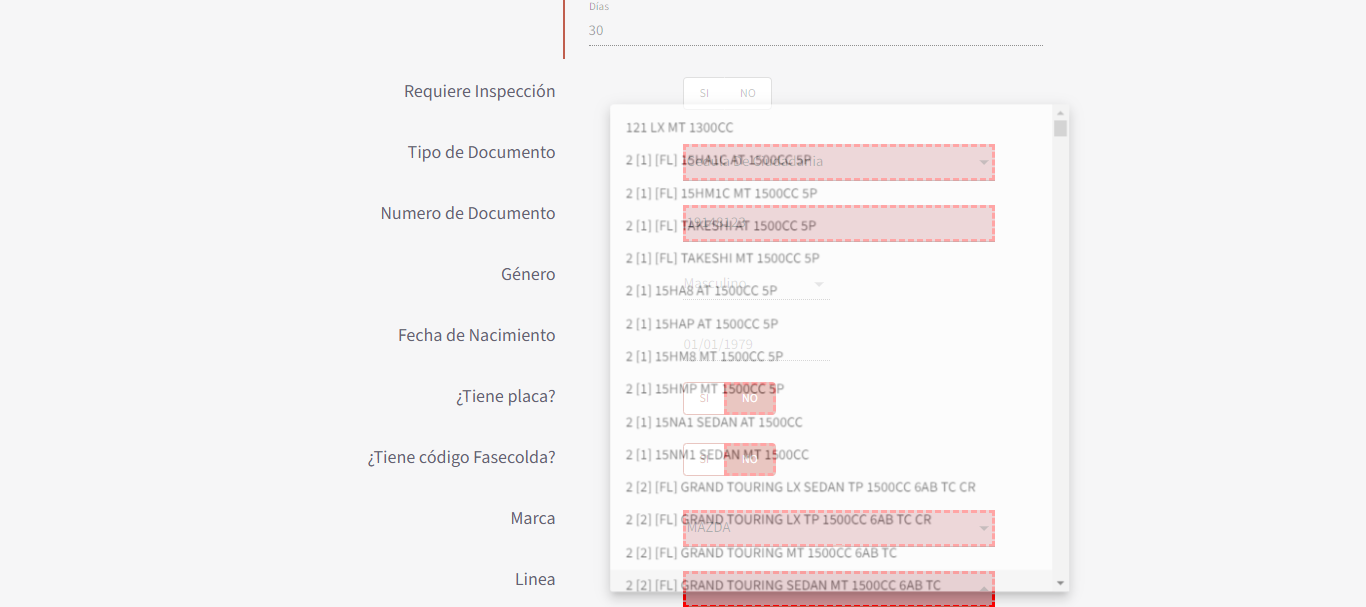 Días
30
Requiere Inspección
SI NO
121 LX MT 1300CC
Tipo de Documento
2 [1] [FL] 15HA1C AT 1500CC 5P
2 [1] [FL] 15HM1C MT 1500CC 5P
Numero de Documento
2 [1] [FL] TAKESHI AT 1500CC 5P
2 [1] [FL] TAKESHI MT 1500CC 5P
Género
Masculino
2 [1] 15HA8 AT 1500CC 5P
2 [1] 15HAP AT 1500CC 5P
Fecha de Nacimiento
01/01/1979
2 [1] 15HM8 MT 1500CC 5P
2 [1] 15HMP MT 1500CC 5P
¿Tiene placa?
SI NO
2 [1] 15NA1 SEDAN AT 1500CC
2 [1] 15NM1 SEDAN MT 1500CC
¿Tiene código Fasecolda?
SI NO
2 [2] [FL] GRAND TOURING LX SEDAN TP 1500CC 6AB TC CR
Marca
2 [2] [FL] GRAND TOURING LX TP 1500CC 6AB TC CR
MAZDA
2 [2] [FL] GRAND TOURING MT 1500CC 6AB TC
Linea
2 [2] [FL] GRAND TOURING SEDAN MT 1500CC 6AB TC